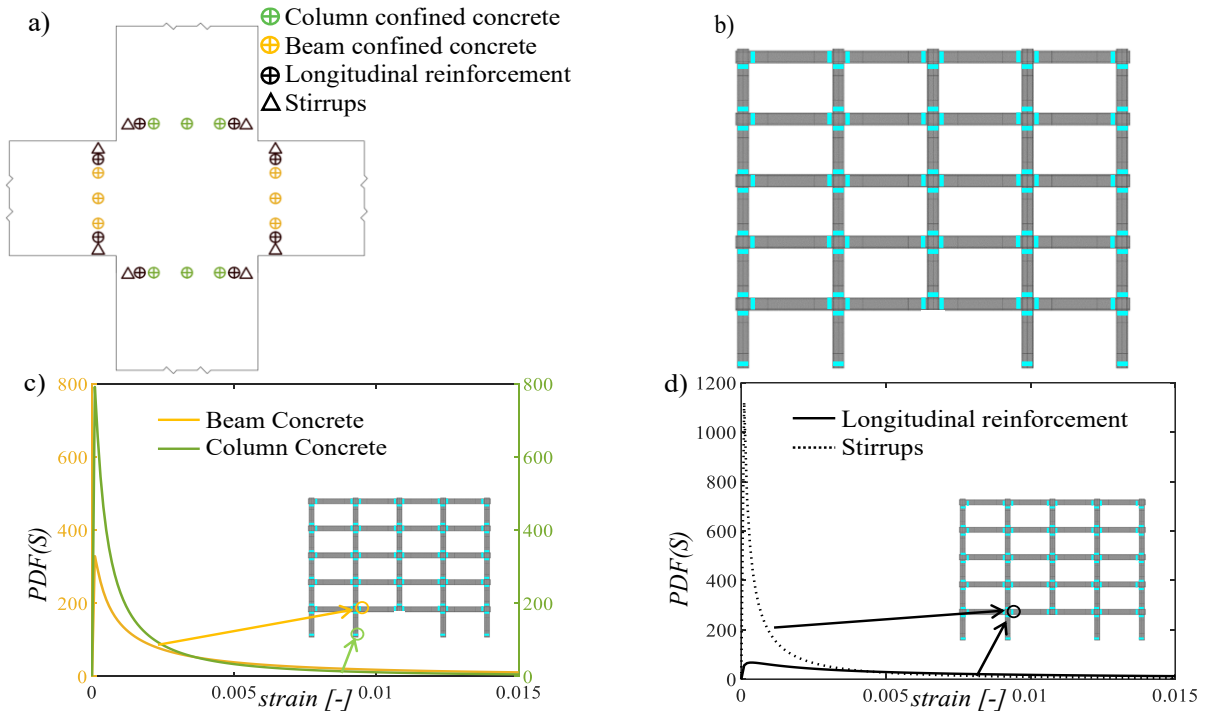 a)
Column confined concrete
Beam confined concrete
Longitudinal reinforcement
Stirrups
b)
c)
800
600
400
200
0
PDF(S)
Beam Concrete
Column Concrete
800
600
400
200
0
0
0.005
0.01
0.015
strain [-]
d)
1200
1000
800
600
400
200
0
PDF(S)
Longitudinal reinforcement
Stirrups
0
0.005
0.01
0.015
strain [-]